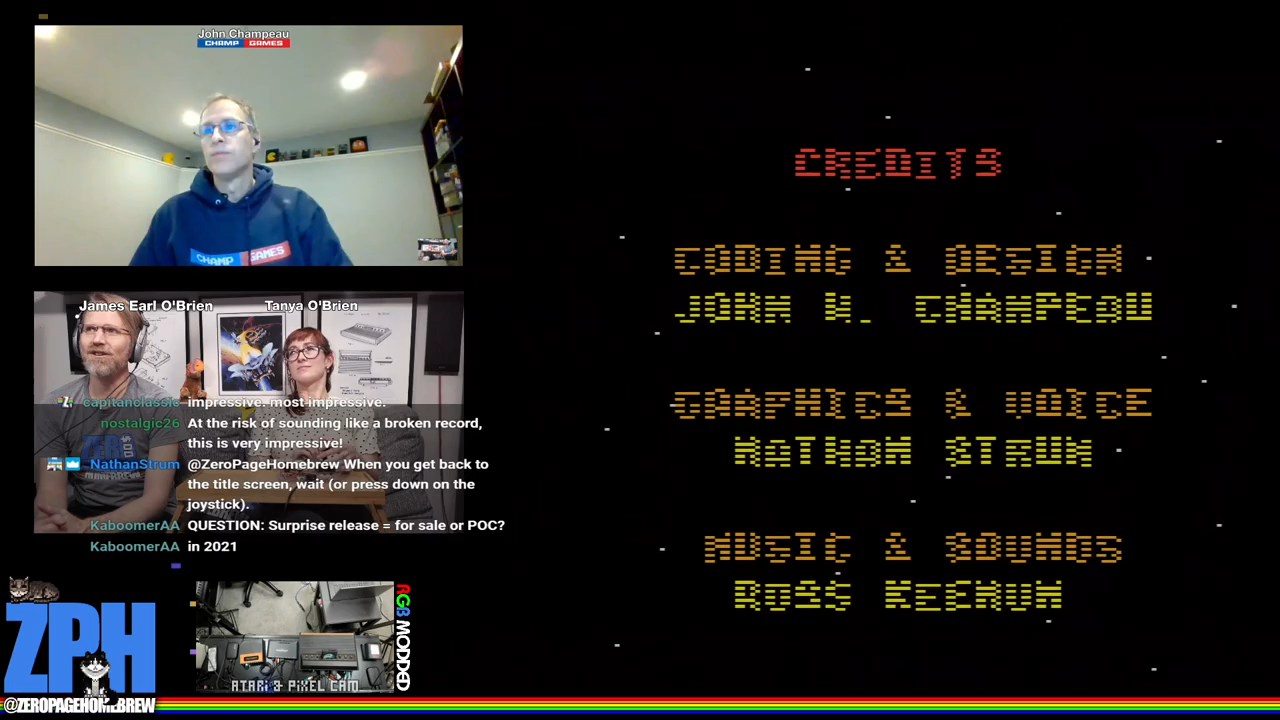 John Champeau
CHAMP GAMES
CHAMP GAMES
James Earl O'Brien
Tanya O'Brien
capitanclassic impressive. most impressive.
nostalgic26 At the risk of sounding like a broken record,
this is very impressive!
NathanStrum @ZeroPageHomebrew When you get back to
the title screen, wait (or press down on the
joystick).
KaboomerAA QUESTION: Surprise release = for sale or POC?
KaboomerAA in 2021
ZPH
@ZEROPAGEHOMEBREW
ATARI & PIXEL CAM
RGB MODDED
CREDITS
CODING & DESIGN
JOHN W. CHAMPEAU
GRAPHICS & VOICE
NATHAN STRUM
MUSIC & SOUNDS
ROSS KEENUM